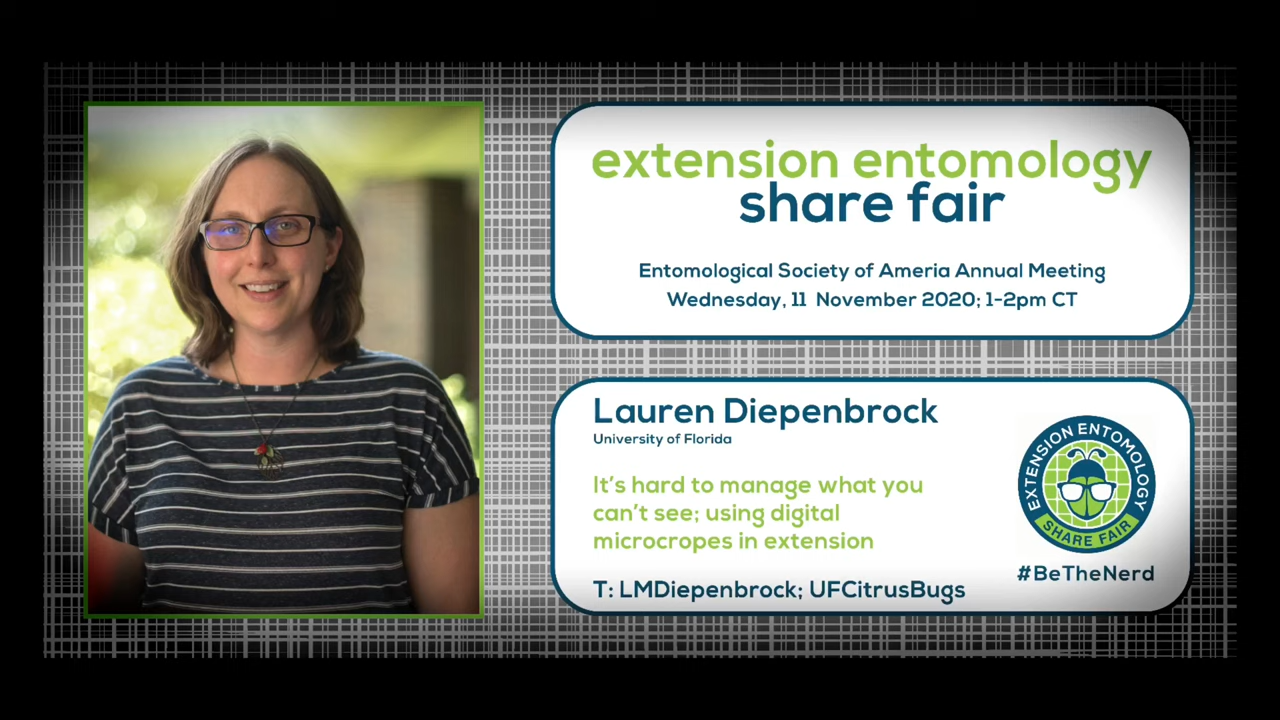 extension entomology
share fair
Entomological Society of Ameria Annual Meeting
Wednesday, 11 November 2020; 1-2pm CT
Lauren Diepenbrock
University of Florida
It's hard to manage what you
can't see; using digital
microcropes in extension
T: LMDiepenbrock; UFCitrusBugs
EXTENSION ENTOMOLOGY
SHARE FAIR
#BeTheNerd